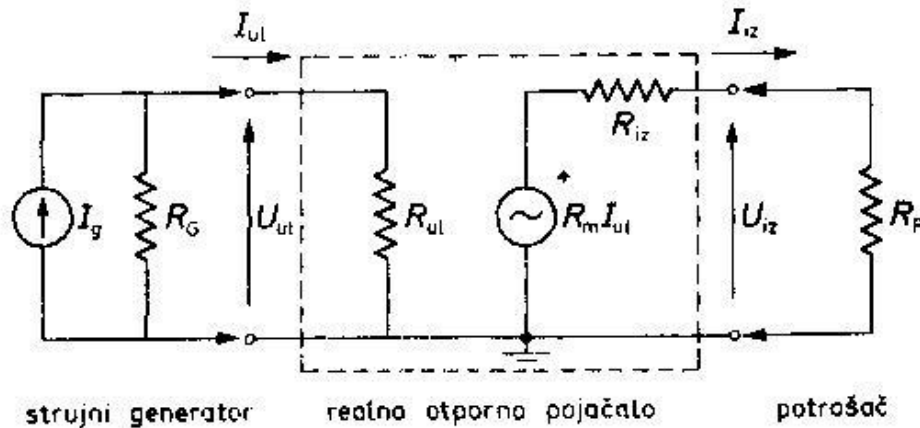 I_ul I_iz
R_iz
I_g R_G U_ul R_ul R_m I_ul U_iz R_P
strujni generator realno otporno pojačalo potrošač